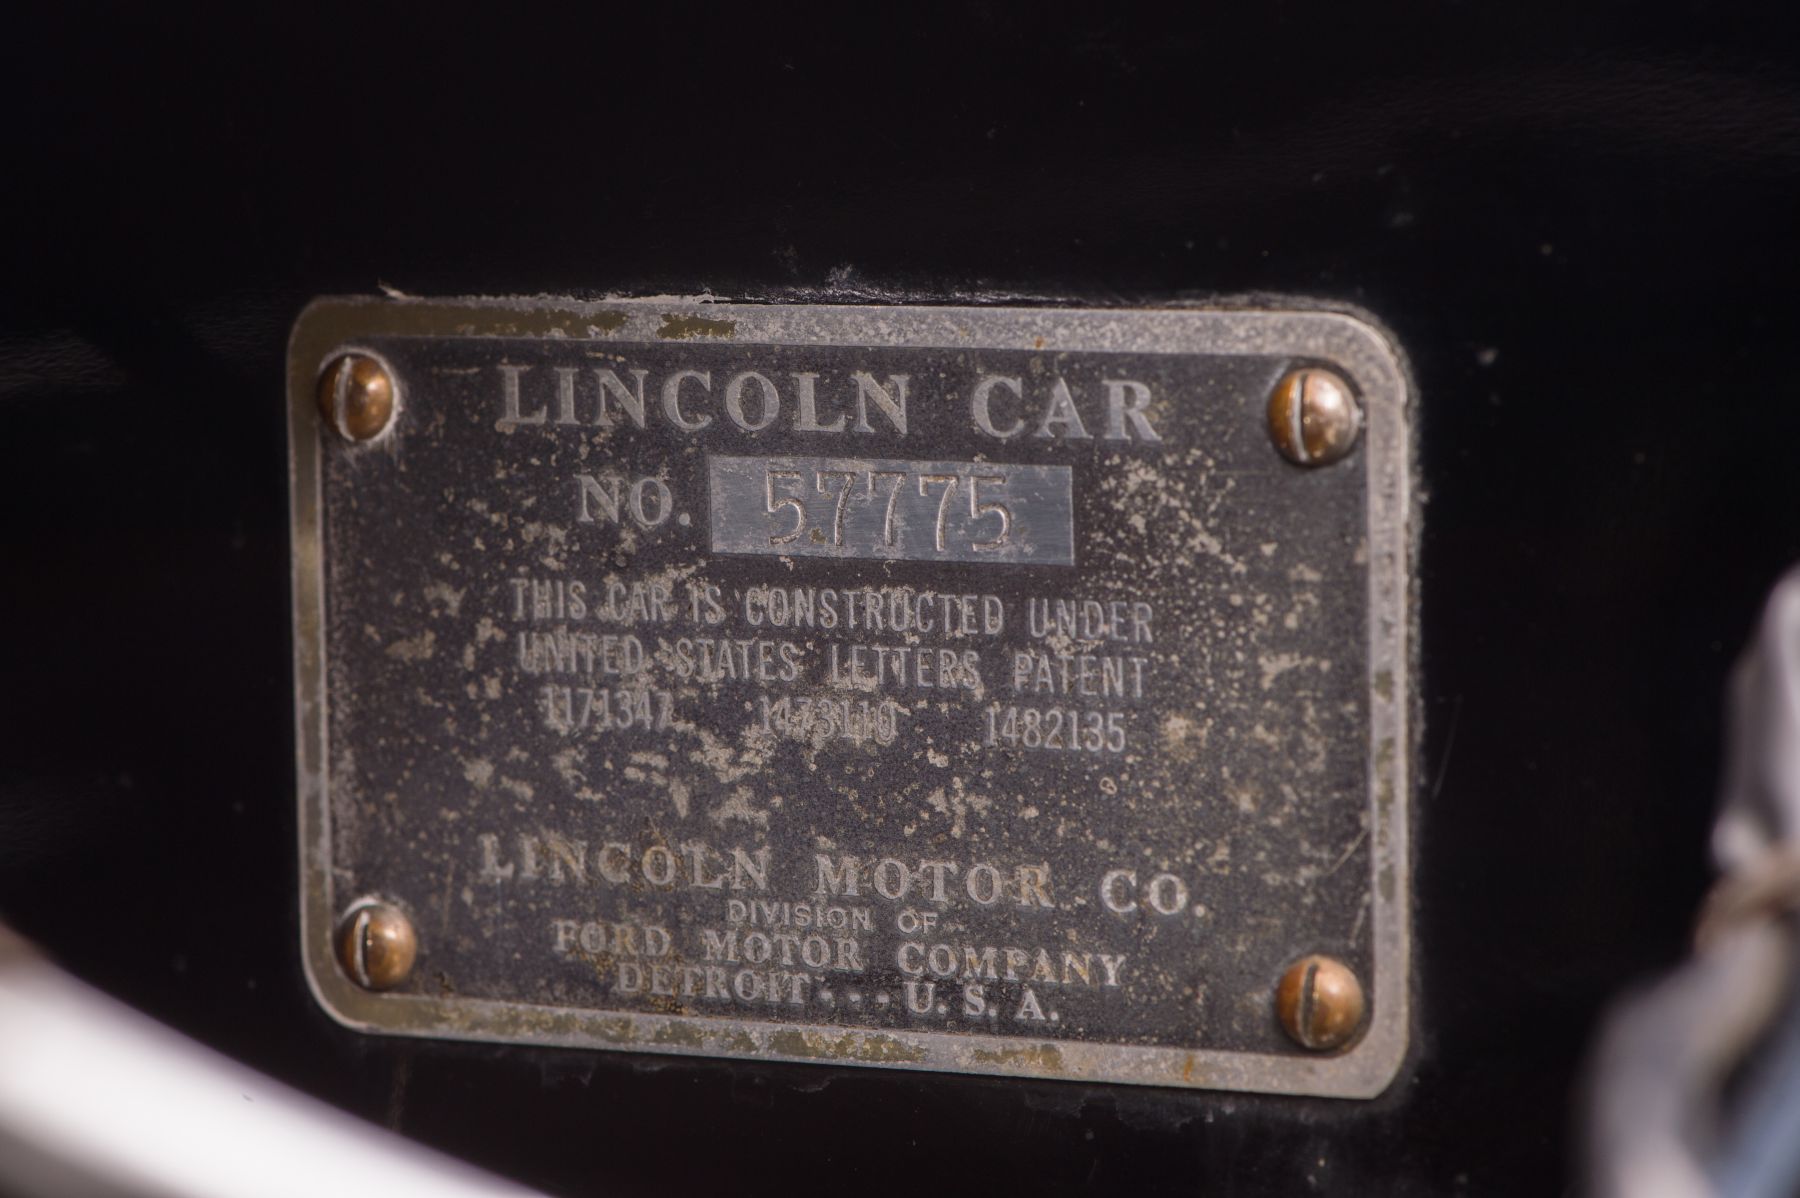 LINCOLN CAR
NO. 57775
THIS CAR IS CONSTRUCTED UNDER
UNITED STATES LETTERS PATENT
1171347 1473110 1482135
LINCOLN MOTOR CO.
DIVISION OF
FORD MOTOR COMPANY
DETROIT--- U. S. A.